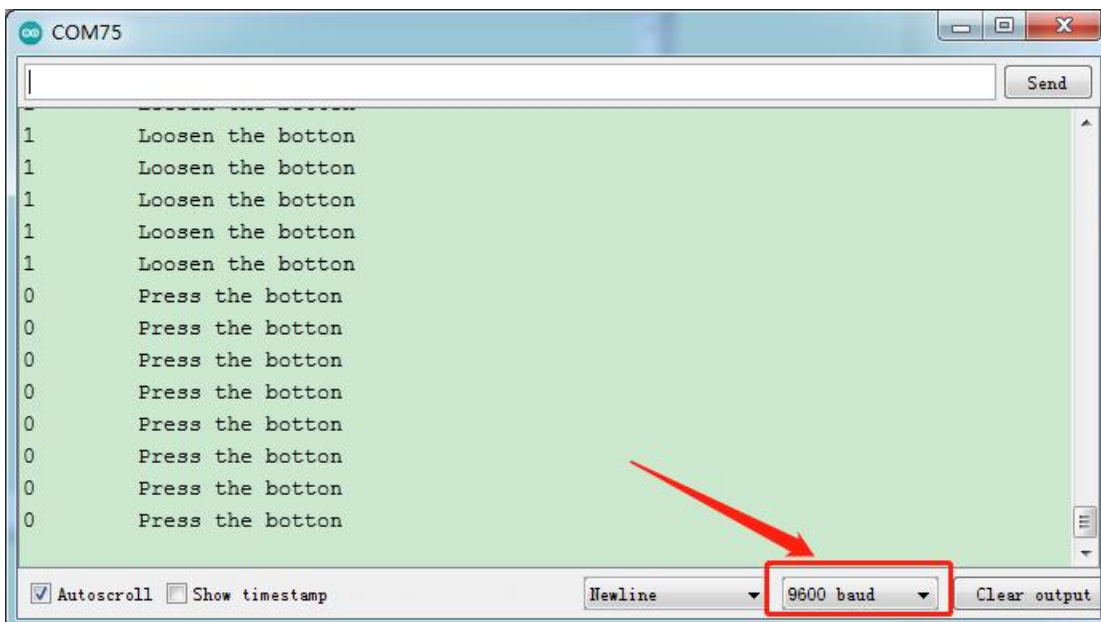 COM75
Send
1 Loosen the botton
1 Loosen the botton
1 Loosen the botton
1 Loosen the botton
1 Loosen the botton
0 Press the botton
0 Press the botton
0 Press the botton
0 Press the botton
0 Press the botton
0 Press the botton
0 Press the botton
0 Press the botton
Autoscroll Show timestamp Newline 9600 baud Clear output